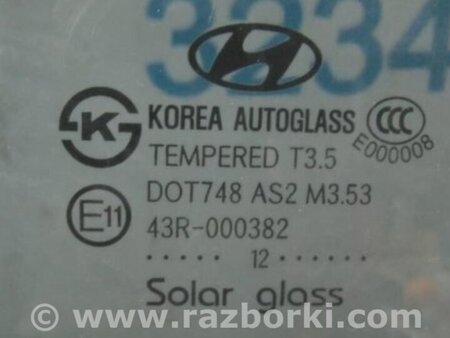 3234
KOREA AUTOGLASS
K
CCC
E000008
TEMPERED T3.5
DOT748 AS2 M3.53
E11
43R-000382
..... 12 ......
Solar glass
© www.razborki.com